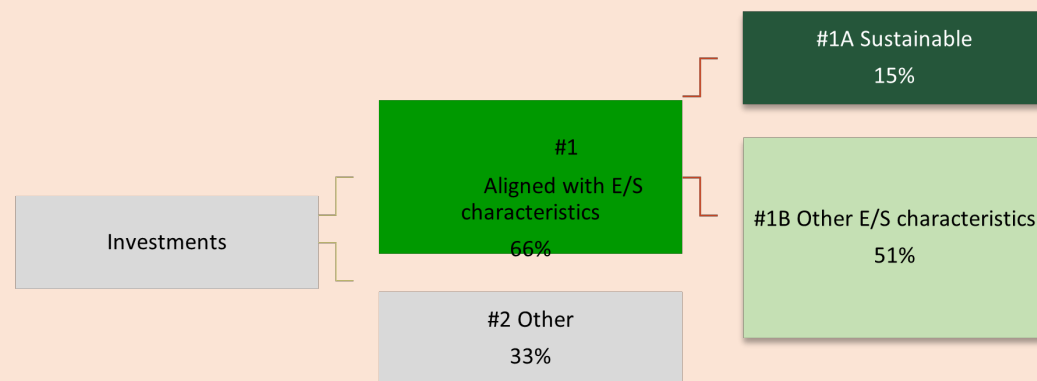 Investments
#1
Aligned with E/S
characteristics
66%
#2 Other
33%
#1A Sustainable
15%
#1B Other E/S characteristics
51%